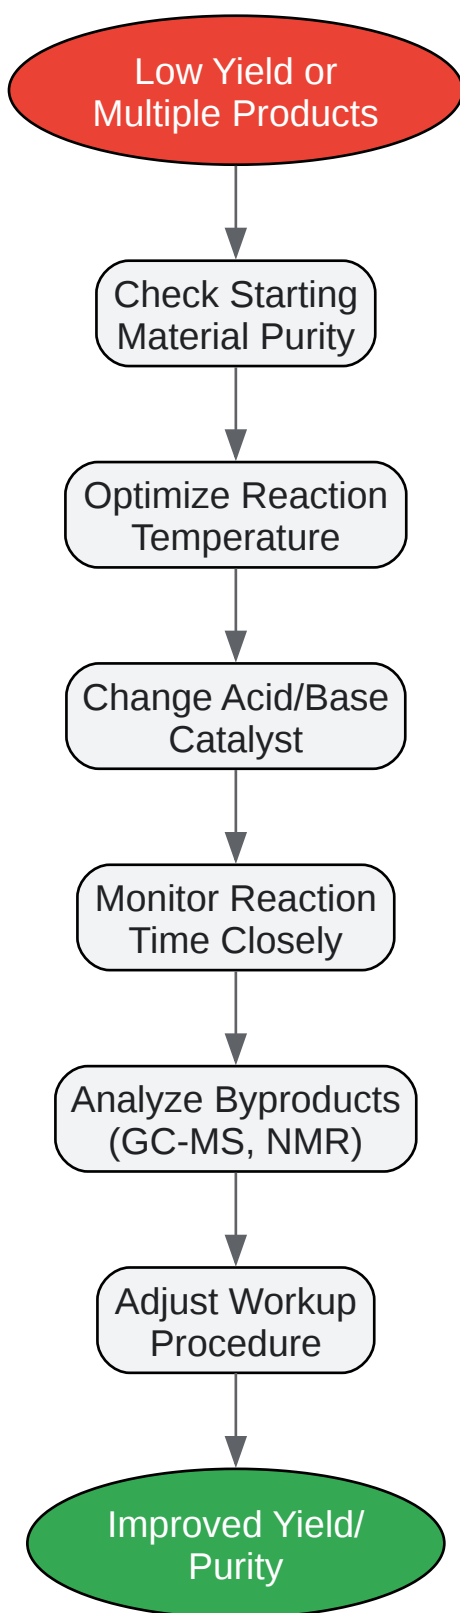 Low Yield or
Multiple Products
Check Starting
Material Purity
Optimize Reaction
Temperature
Change Acid/Base
Catalyst
Monitor Reaction
Time Closely
Analyze Byproducts
(GC-MS, NMR)
Adjust Workup
Procedure
Improved Yield/
Purity